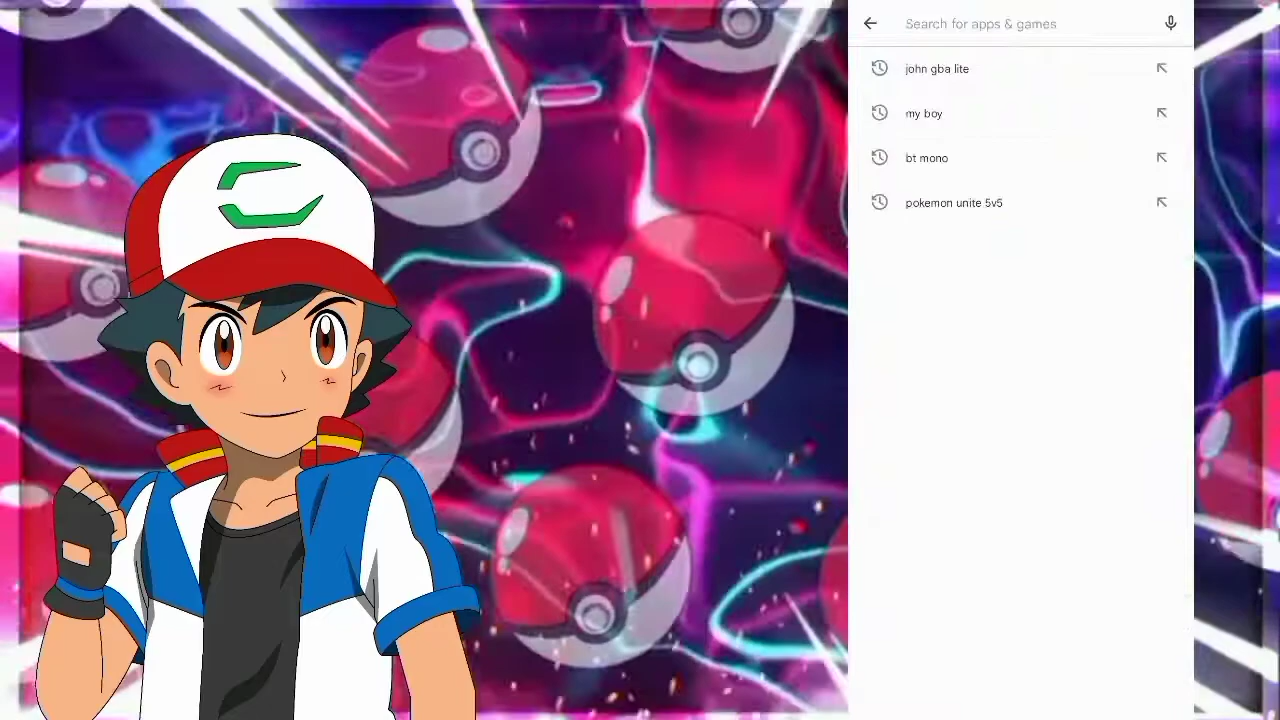 Search for apps & games
john gba lite
my boy
bt mono
pokemon unite 5v5